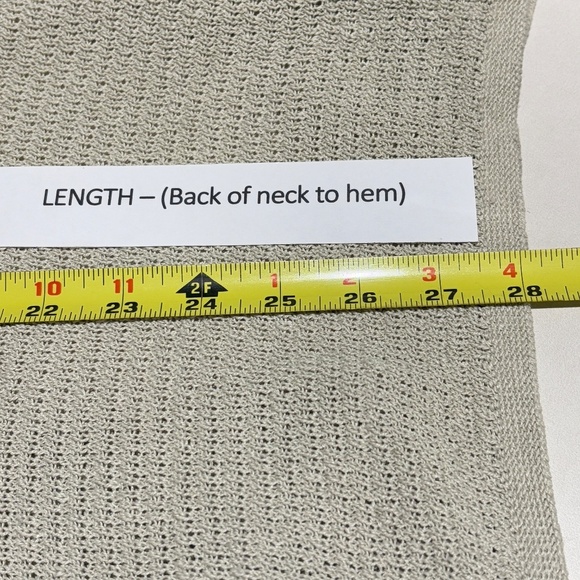 LENGTH – (Back of neck to hem)
10 11 2F 1 2 3 4
22 23 24 25 26 27 28